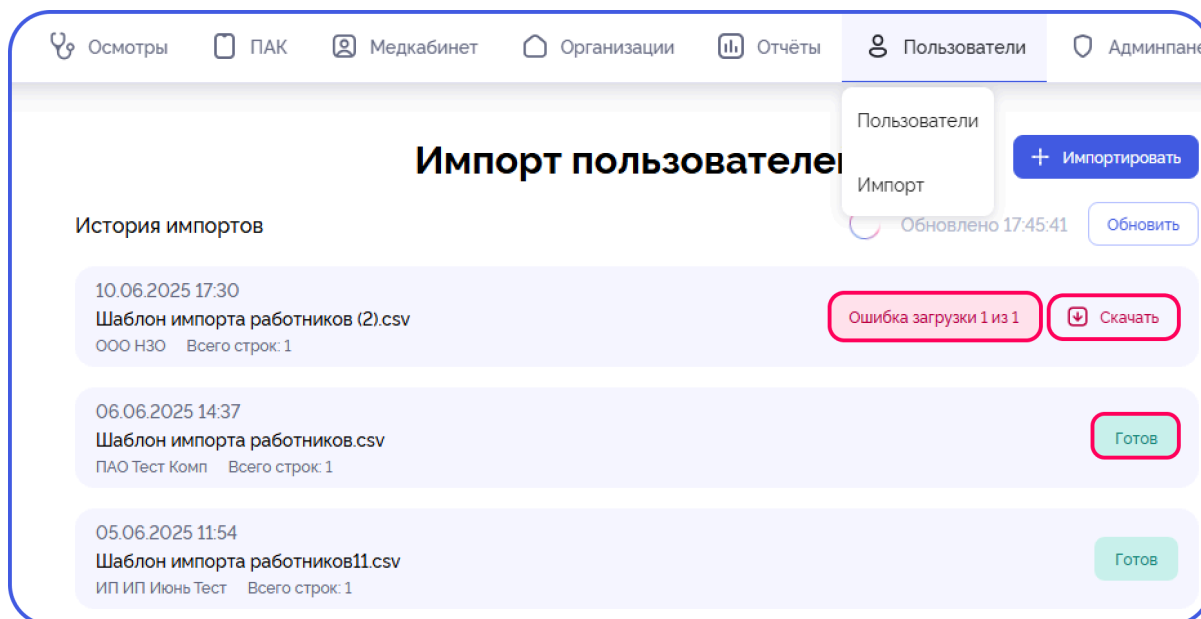 Осмотры ПАК Медкабинет Организации Отчёты Пользователи Админпане
Пользователи
Импорт пользователе
Импортировать
Импорт
История импортов
Обновлено 17:45:41
Обновить
10.06.2025 17:30
Шаблон импорта работников (2).csv
ООО НЗО Всего строк: 1
Ошибка загрузки 1 из 1
Скачать
06.06.2025 14:37
Шаблон импорта работников.csv
ПАО Тест Комп Всего строк: 1
Готов
05.06.2025 11:54
Шаблон импорта работников11.csv
ИП ИП Июнь Тест Всего строк: 1
Готов